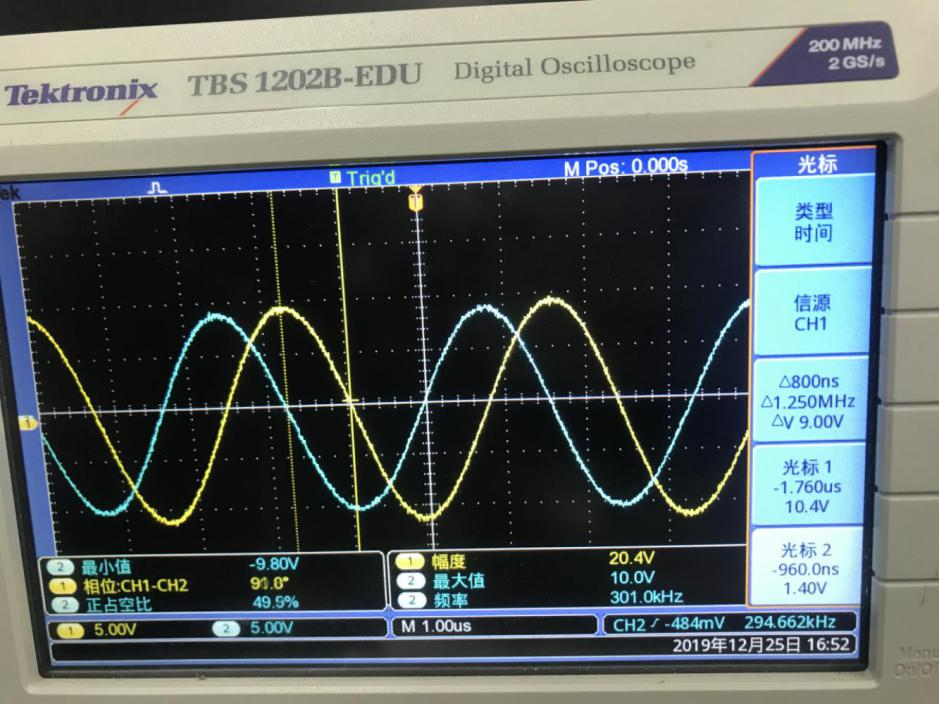 Tektronix TBS 1202B-EDU Digital Oscilloscope
200 MHz
2 GS/s
Trig'd
M Pos: 0.000s
T
光标
类型
时间
信源
CH1
△800ns
△1.250MHz
△V 9.00V
光标 1
-1.760us
10.4V
光标 2
-960.0ns
1.40V
1
2 最小值 -9.80V
1 相位:CH1-CH2
2 正占空比 49.5%
1 幅度 20.4V
2 最大值 10.0V
2 频率 301.0kHz
1 5.00V 2 5.00V
M 1.00us
CH2 -484mV 294.662kHz
2019年12月25日 16:52
Menu